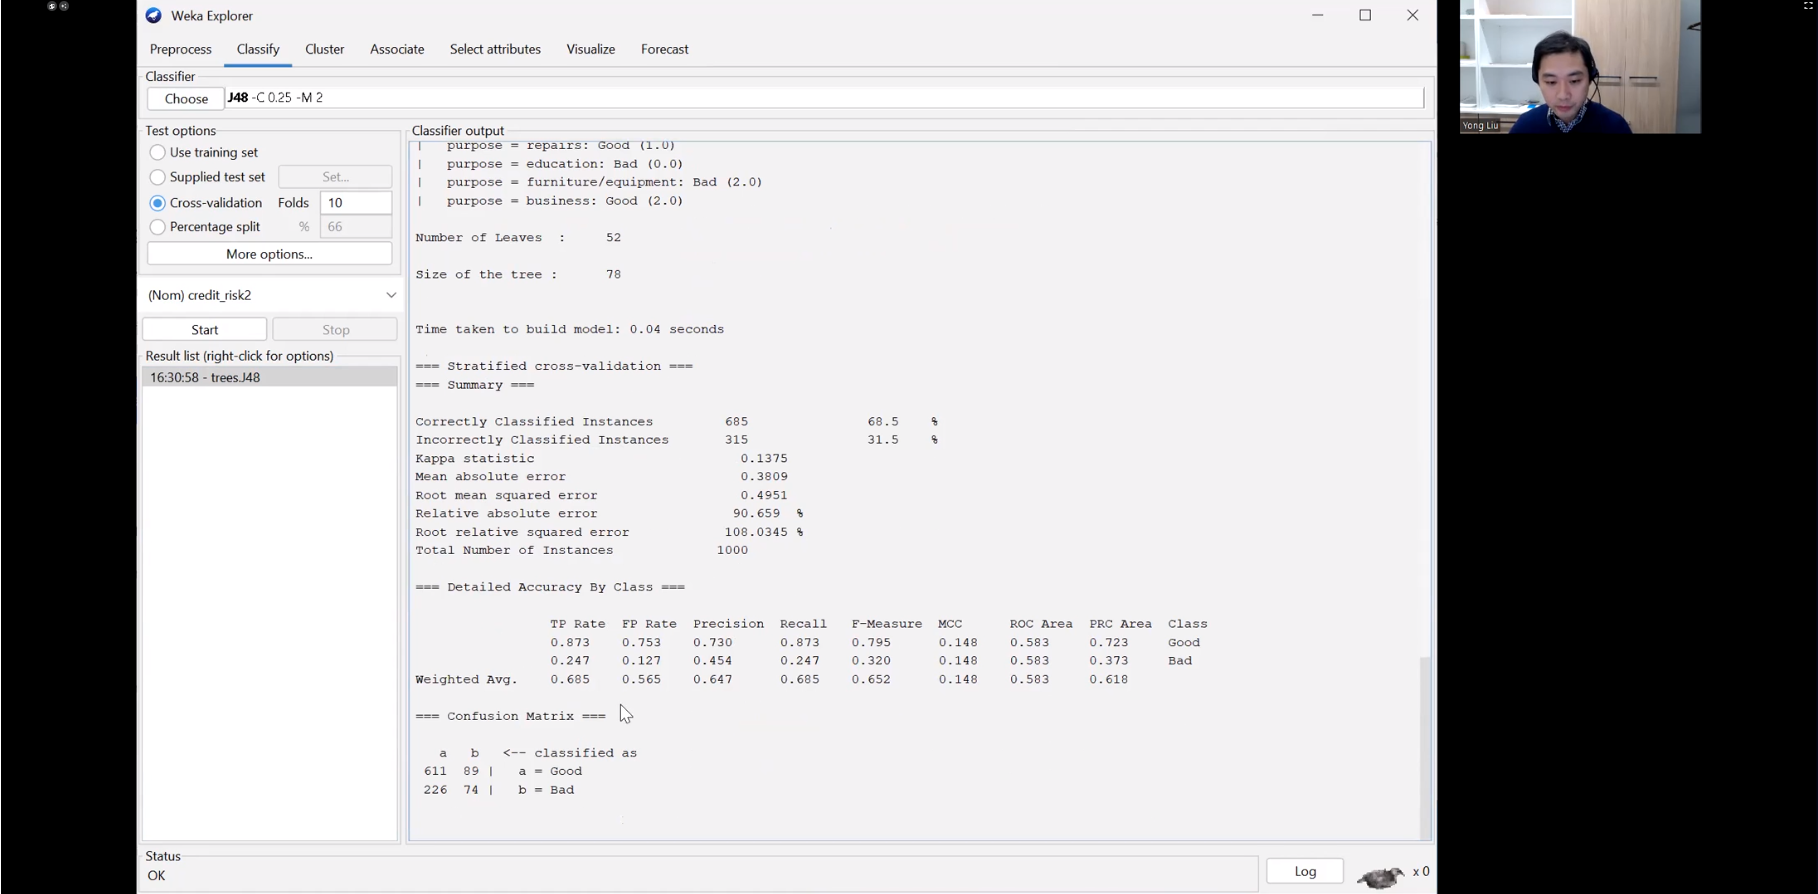 Weka Explorer
Preprocess Classify Cluster Associate Select attributes Visualize Forecast
Classifier
Choose J48 -C 0.25 -M 2
Test options
Use training set
Supplied test set Set...
Cross-validation Folds 10
Percentage split % 66
More options...
(Nom) credit_risk2
Start Stop
Result list (right-click for options)
16:30:58 - trees.J48
Classifier output
| purpose = repairs: Good (1.0)
| purpose = education: Bad (0.0)
| purpose = furniture/equipment: Bad (2.0)
| purpose = business: Good (2.0)
Number of Leaves : 52
Size of the tree : 78
Time taken to build model: 0.04 seconds
=== Stratified cross-validation ===
=== Summary ===
Correctly Classified Instances 685 68.5 %
Incorrectly Classified Instances 315 31.5 %
Kappa statistic 0.1375
Mean absolute error 0.3809
Root mean squared error 0.4951
Relative absolute error 90.659 %
Root relative squared error 108.0345 %
Total Number of Instances 1000
=== Detailed Accuracy By Class ===
TP Rate FP Rate Precision Recall F-Measure MCC ROC Area PRC Area Class
0.873 0.753 0.730 0.873 0.795 0.148 0.583 0.723 Good
0.247 0.127 0.454 0.247 0.320 0.148 0.583 0.373 Bad
Weighted Avg. 0.685 0.565 0.647 0.685 0.652 0.148 0.583 0.618
=== Confusion Matrix ===
a b <-- classified as
611 89 | a = Good
226 74 | b = Bad
Status
OK
Log
x 0
Yong Liu